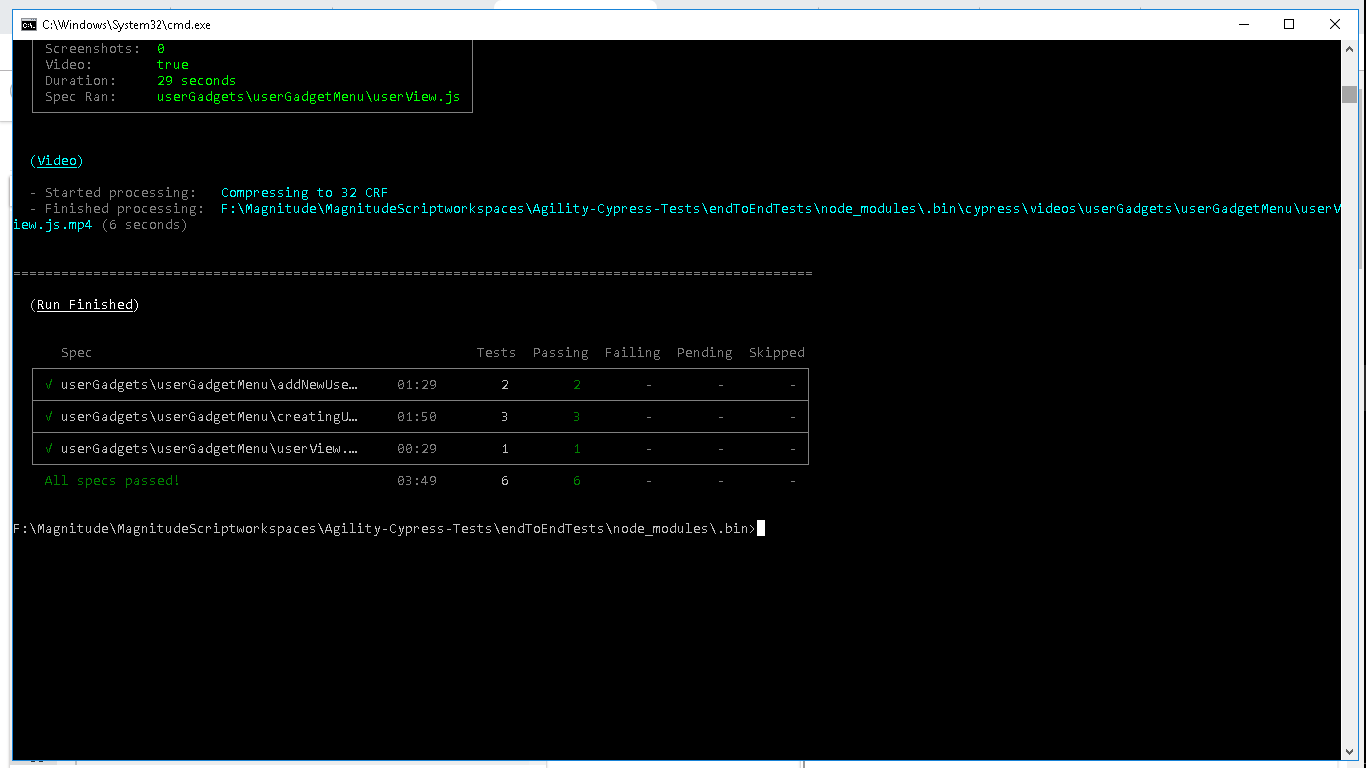 C:\Windows\System32\cmd.exe
Screenshots: 0
Video: true
Duration: 29 seconds
Spec Ran: userGadgets\userGadgetMenu\userView.js
(Video)
- Started processing: Compressing to 32 CRF
- Finished processing: F:\Magnitude\MagnitudeScriptworkspaces\Agility-Cypress-Tests\endToEndTests\node_modules\.bin\cypress\videos\userGadgets\userGadgetMenu\userV
iew.js.mp4 (6 seconds)
====================================================================================================
(Run Finished)
Spec Tests Passing Failing Pending Skipped
√ userGadgets\userGadgetMenu\addNewUse… 01:29 2 2 - - -
√ userGadgets\userGadgetMenu\creatingU… 01:50 3 3 - - -
√ userGadgets\userGadgetMenu\userView.… 00:29 1 1 - - -
All specs passed! 03:49 6 6 - - -
F:\Magnitude\MagnitudeScriptworkspaces\Agility-Cypress-Tests\endToEndTests\node_modules\.bin>